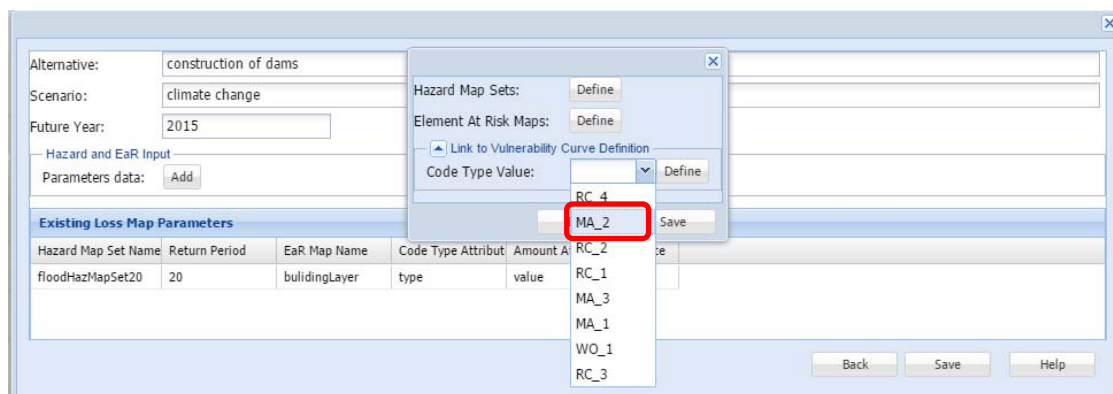 Alternative: construction of dams
Scenario: climate change
Future Year: 2015
Hazard and EaR Input
Parameters data: Add
Hazard Map Sets: Define
Element At Risk Maps: Define
Link to Vulnerability Curve Definition
Code Type Value: Define
RC_4
MA_2
RC_2
RC_1
MA_3
MA_1
WO_1
RC_3
Save
Existing Loss Map Parameters
Hazard Map Set Name Return Period EaR Map Name Code Type Attribut Amount A
floodHazMapSet20 20 bulidingLayer type value
Back Save Help